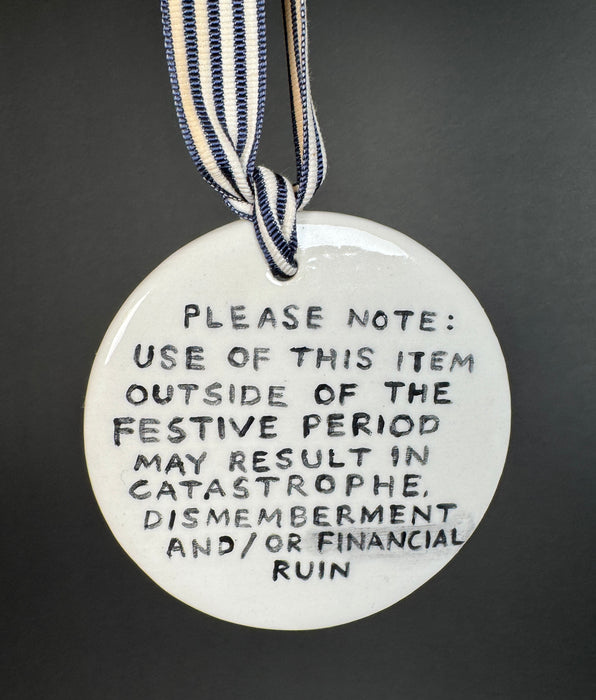 PLEASE NOTE:
USE OF THIS ITEM
OUTSIDE OF THE
FESTIVE PERIOD
MAY RESULT IN
CATASTROPHE,
DISMEMBERMENT
AND/OR FINANCIAL
RUIN